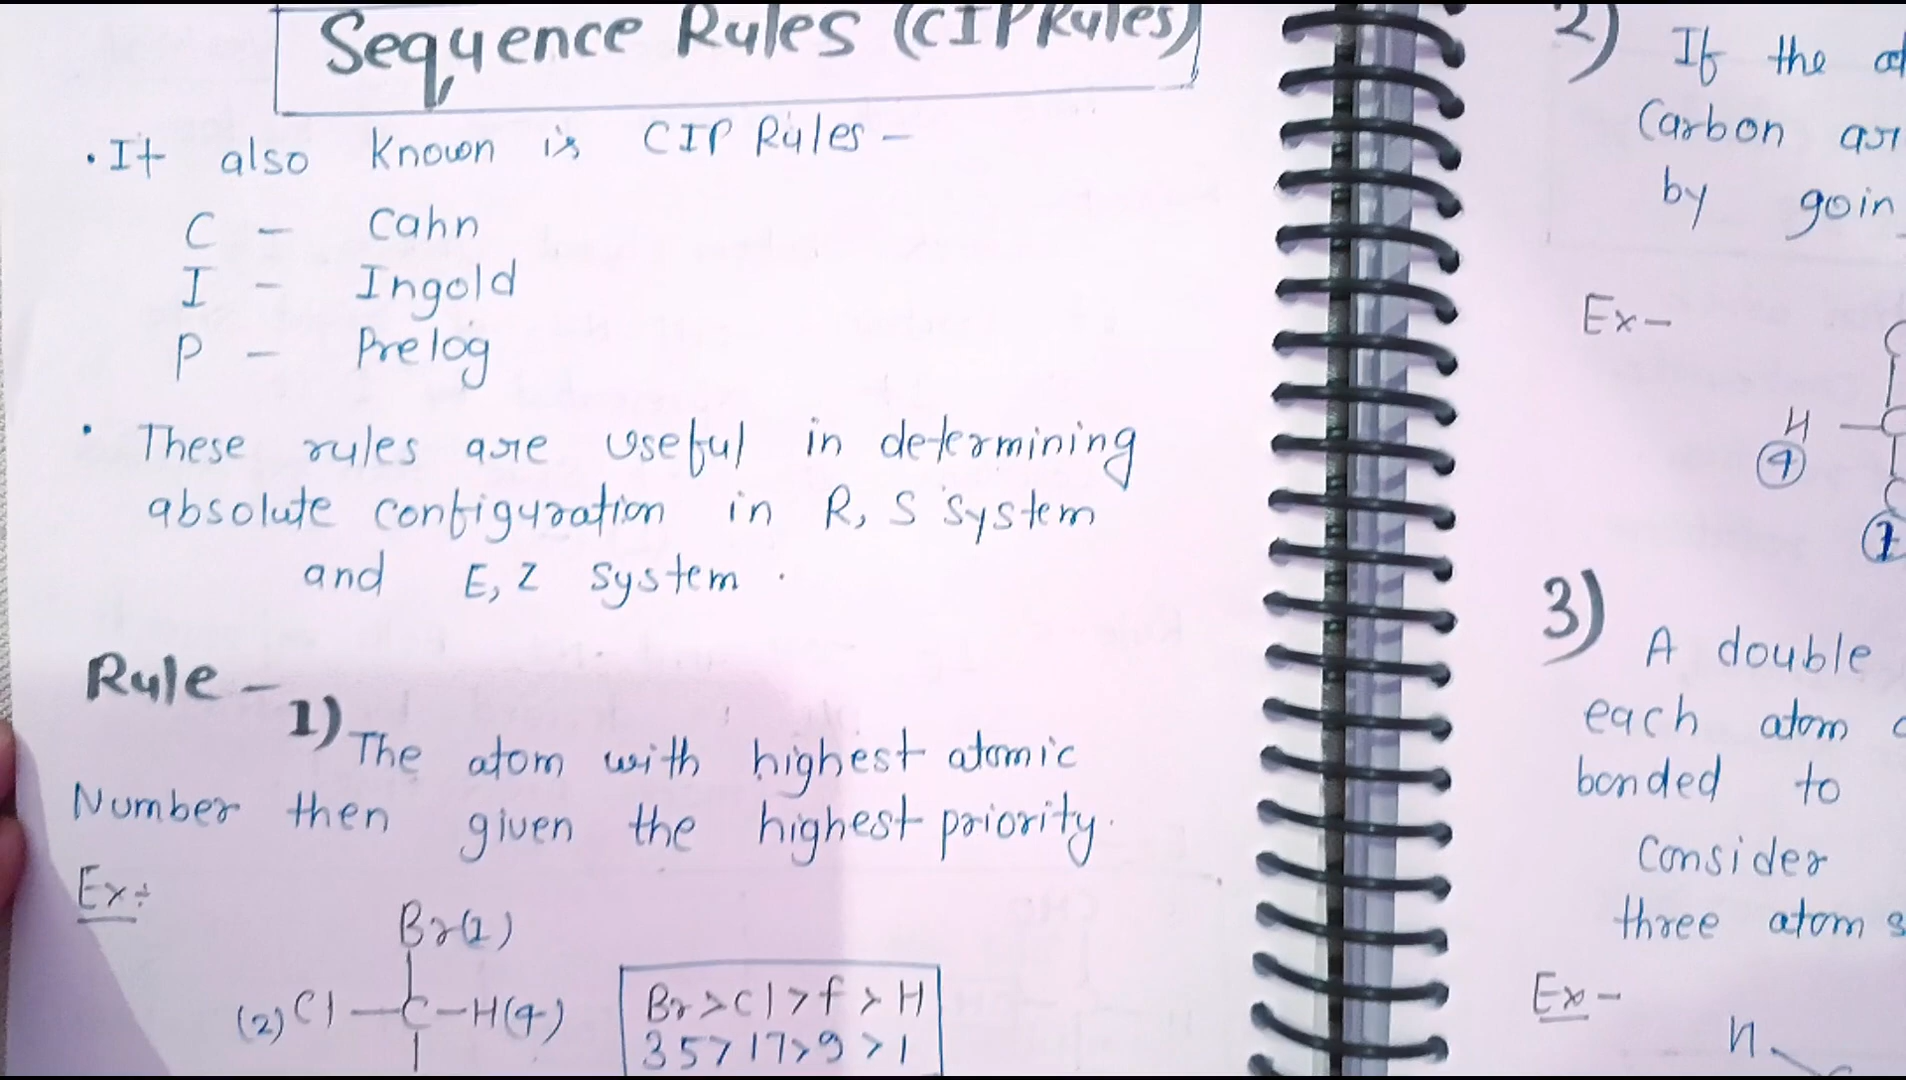 Sequence Rules (CIP Rules)
• It also known is CIP Rules –
C – Cahn
I – Ingold
P – Prelog
• These rules are useful in determining
absolute configuration in R, S system
and E, Z system .
Rule –
1) The atom with highest atomic
Number then given the highest priority.
Ex÷
Br(1)
(2) Cl – C – H(4)
Br > Cl > f > H
35 > 17 > 9 > 1
2) If the
Carbon
by
Ex –
H
(4)
C
(1)
3) A double
each atom
bonded to
Consider
three atom
Ex –